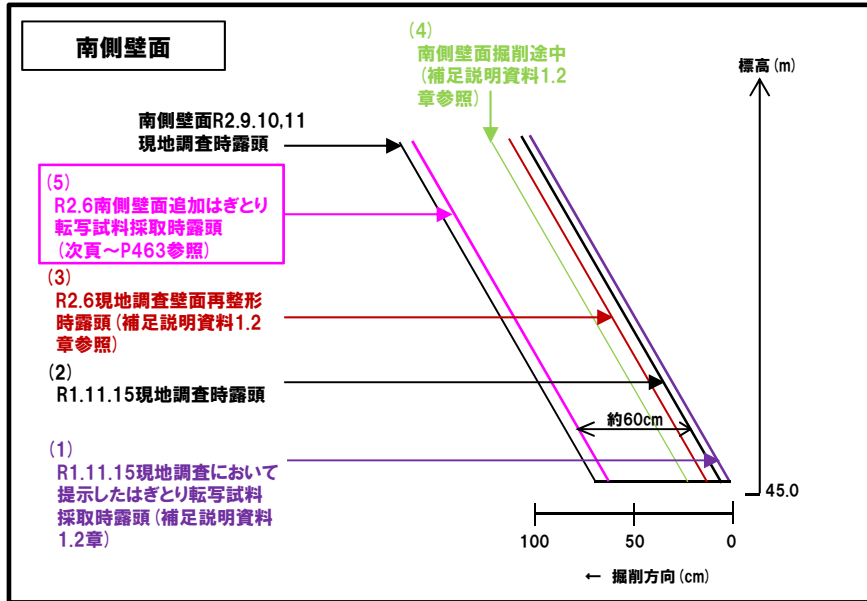 南側壁面
(4)
南側壁面掘削途中
(補足説明資料1.2
章参照)
標高(m)
南側壁面R2.9.10,11
現地調査時露頭
(5)
R2.6南側壁面追加はぎとり
転写試料採取時露頭
(次頁～P463参照)
(3)
R2.6現地調査壁面再整形
時露頭(補足説明資料1.2
章参照)
(2)
R1.11.15現地調査時露頭
約60cm
(1)
R1.11.15現地調査において
提示したはぎとり転写試料
採取時露頭(補足説明資料
1.2章)
45.0
100 50 0
← 掘削方向(cm)